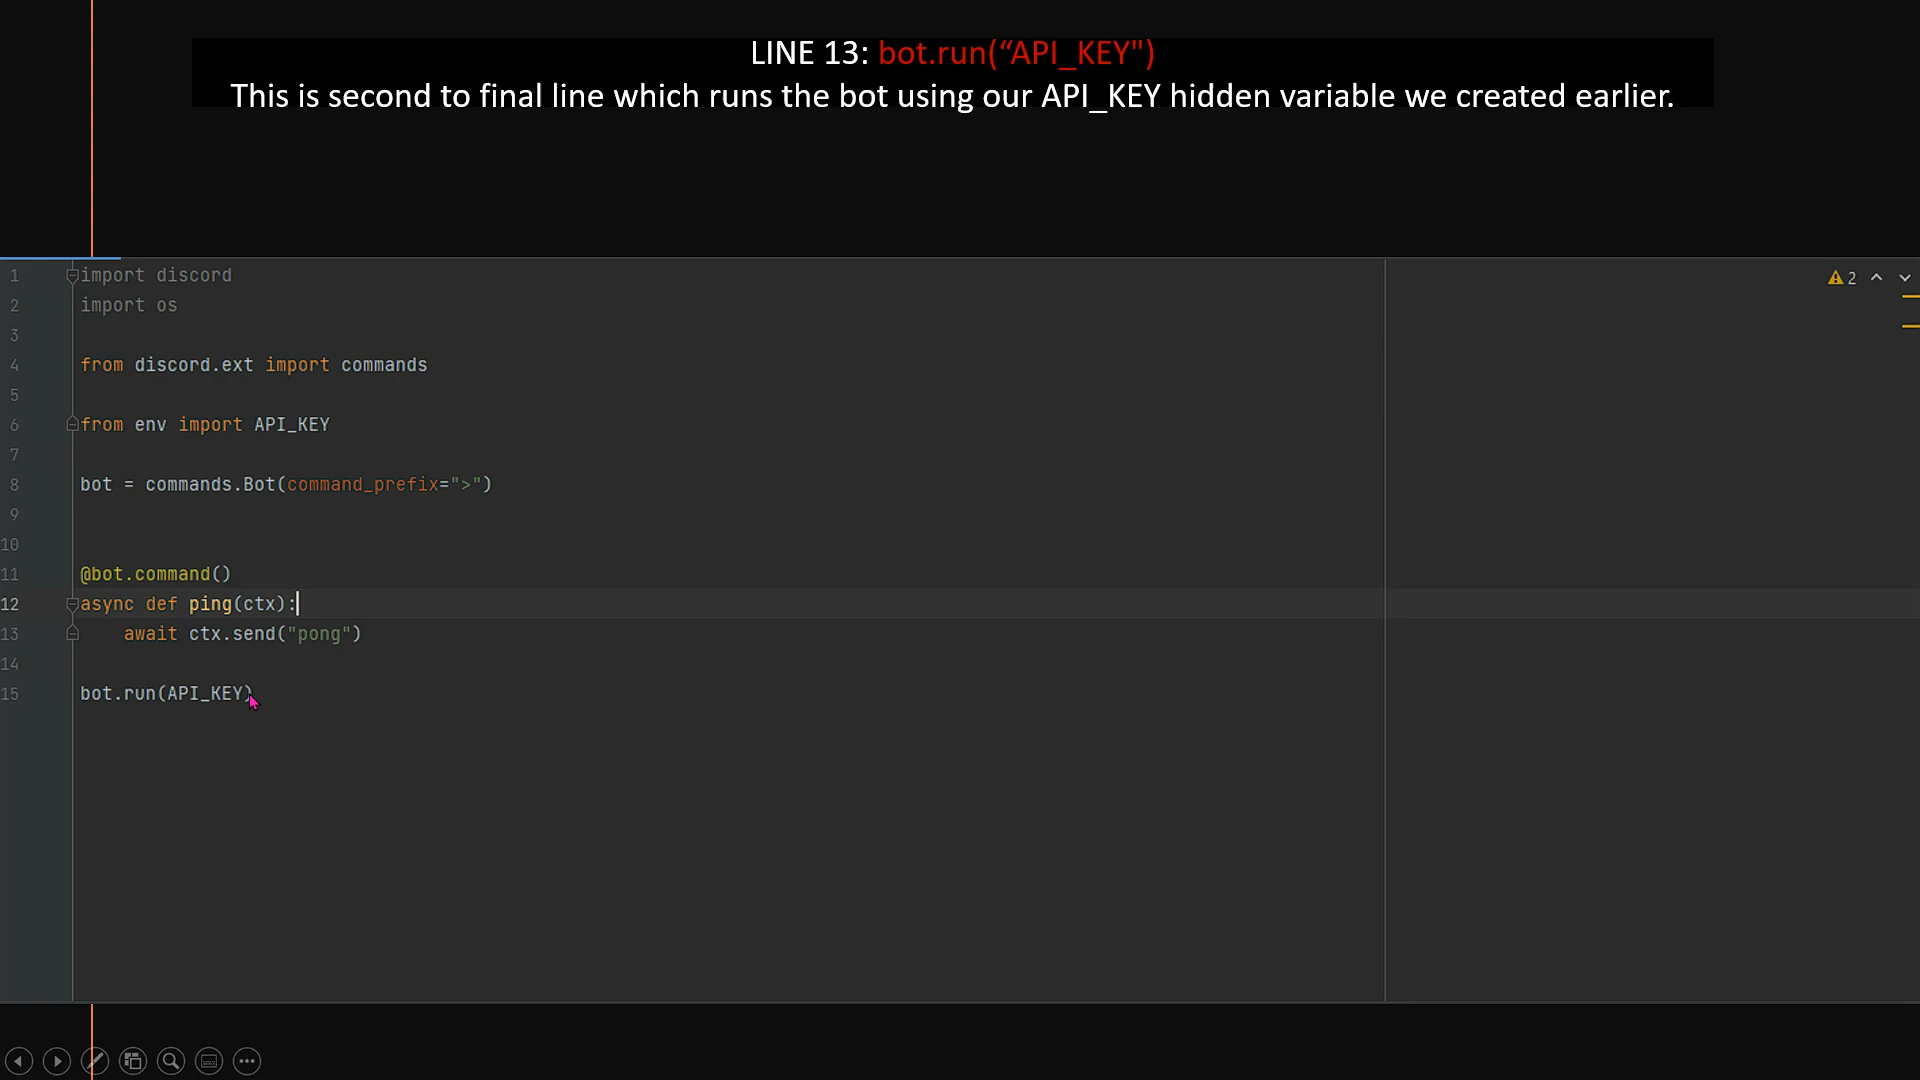 LINE 13: bot.run(“API_KEY")
This is second to final line which runs the bot using our API_KEY hidden variable we created earlier.
2
1 import discord
2 import os
3
4 from discord.ext import commands
5
6 from env import API_KEY
7
8 bot = commands.Bot(command_prefix=">")
9
10
11 @bot.command()
12 async def ping(ctx):
13     await ctx.send("pong")
14
15 bot.run(API_KEY)